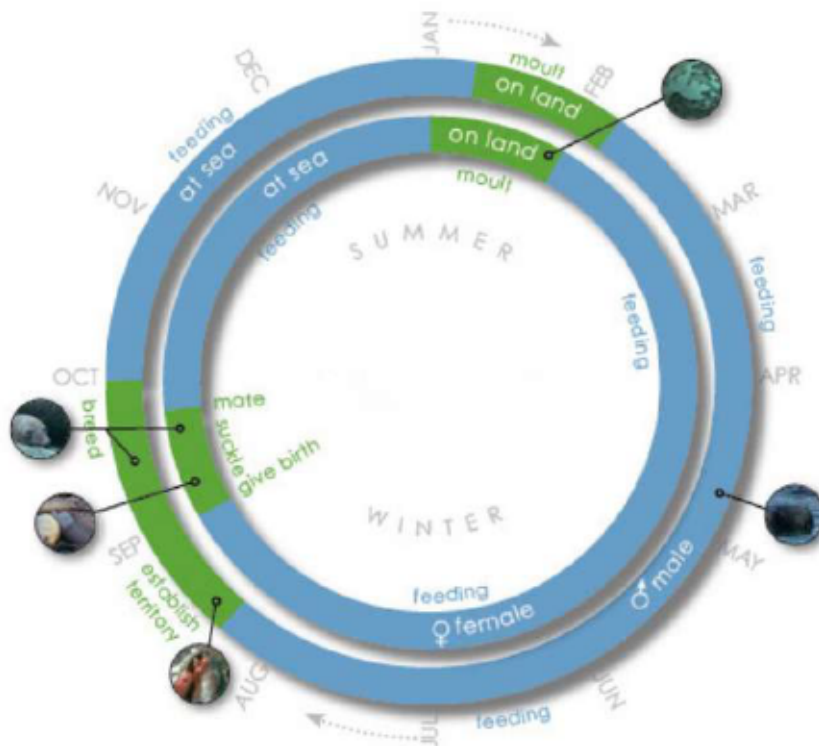 JAN
FEB
MAR
APR
MAY
JUN
JUL
AUG
SEP
OCT
NOV
DEC
moult
on land
feeding
at sea
feeding
feeding
♂ male
breed
establish
territory
on land
moult
at sea
feeding
feeding
feeding
♀ female
mate
suckle
give birth
SUMMER
WINTER